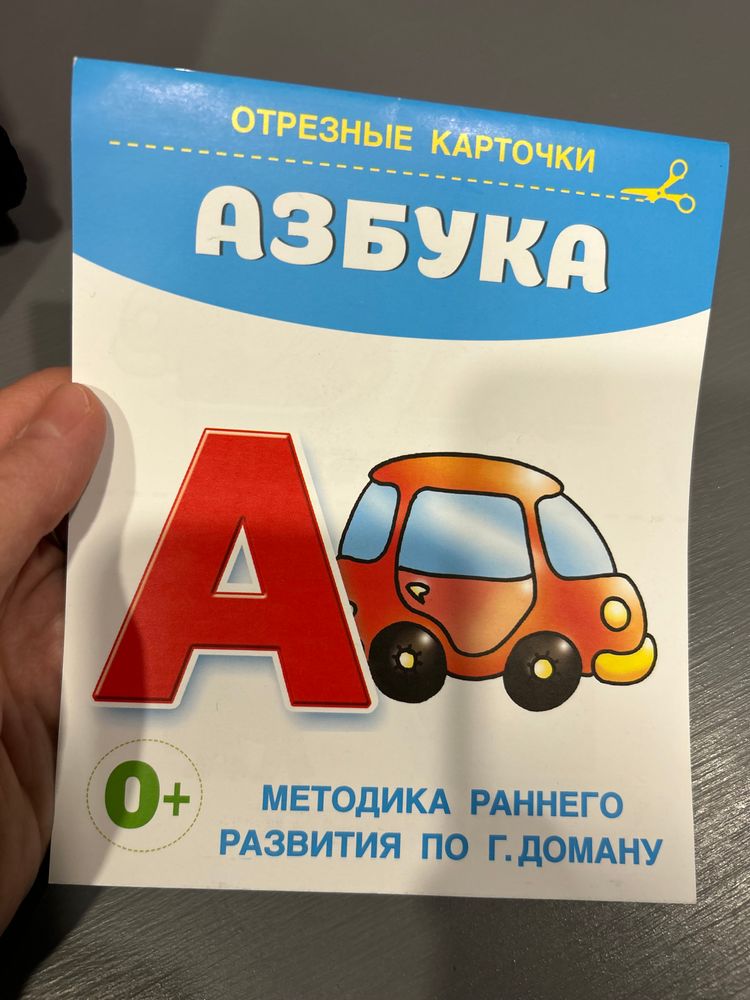 ОТРЕЗНЫЕ КАРТОЧКИ
АЗБУКА
А
0+
МЕТОДИКА РАННЕГО
РАЗВИТИЯ ПО Г. ДОМАНУ